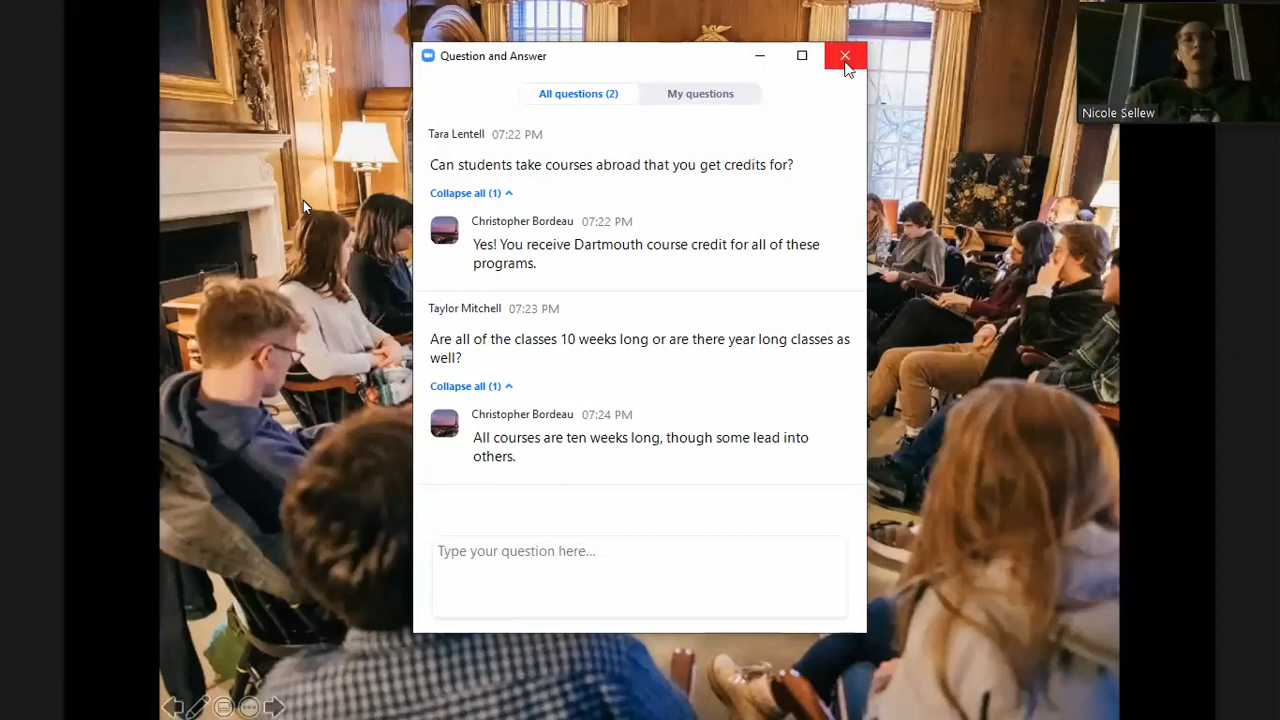 Question and Answer
All questions (2)
My questions
Tara Lentell 07:22 PM
Can students take courses abroad that you get credits for?
Collapse all (1)
Christopher Bordeau 07:22 PM
Yes! You receive Dartmouth course credit for all of these
programs.
Taylor Mitchell 07:23 PM
Are all of the classes 10 weeks long or are there year long classes as
well?
Collapse all (1)
Christopher Bordeau 07:24 PM
All courses are ten weeks long, though some lead into
others.
Type your question here...
Nicole Sellew